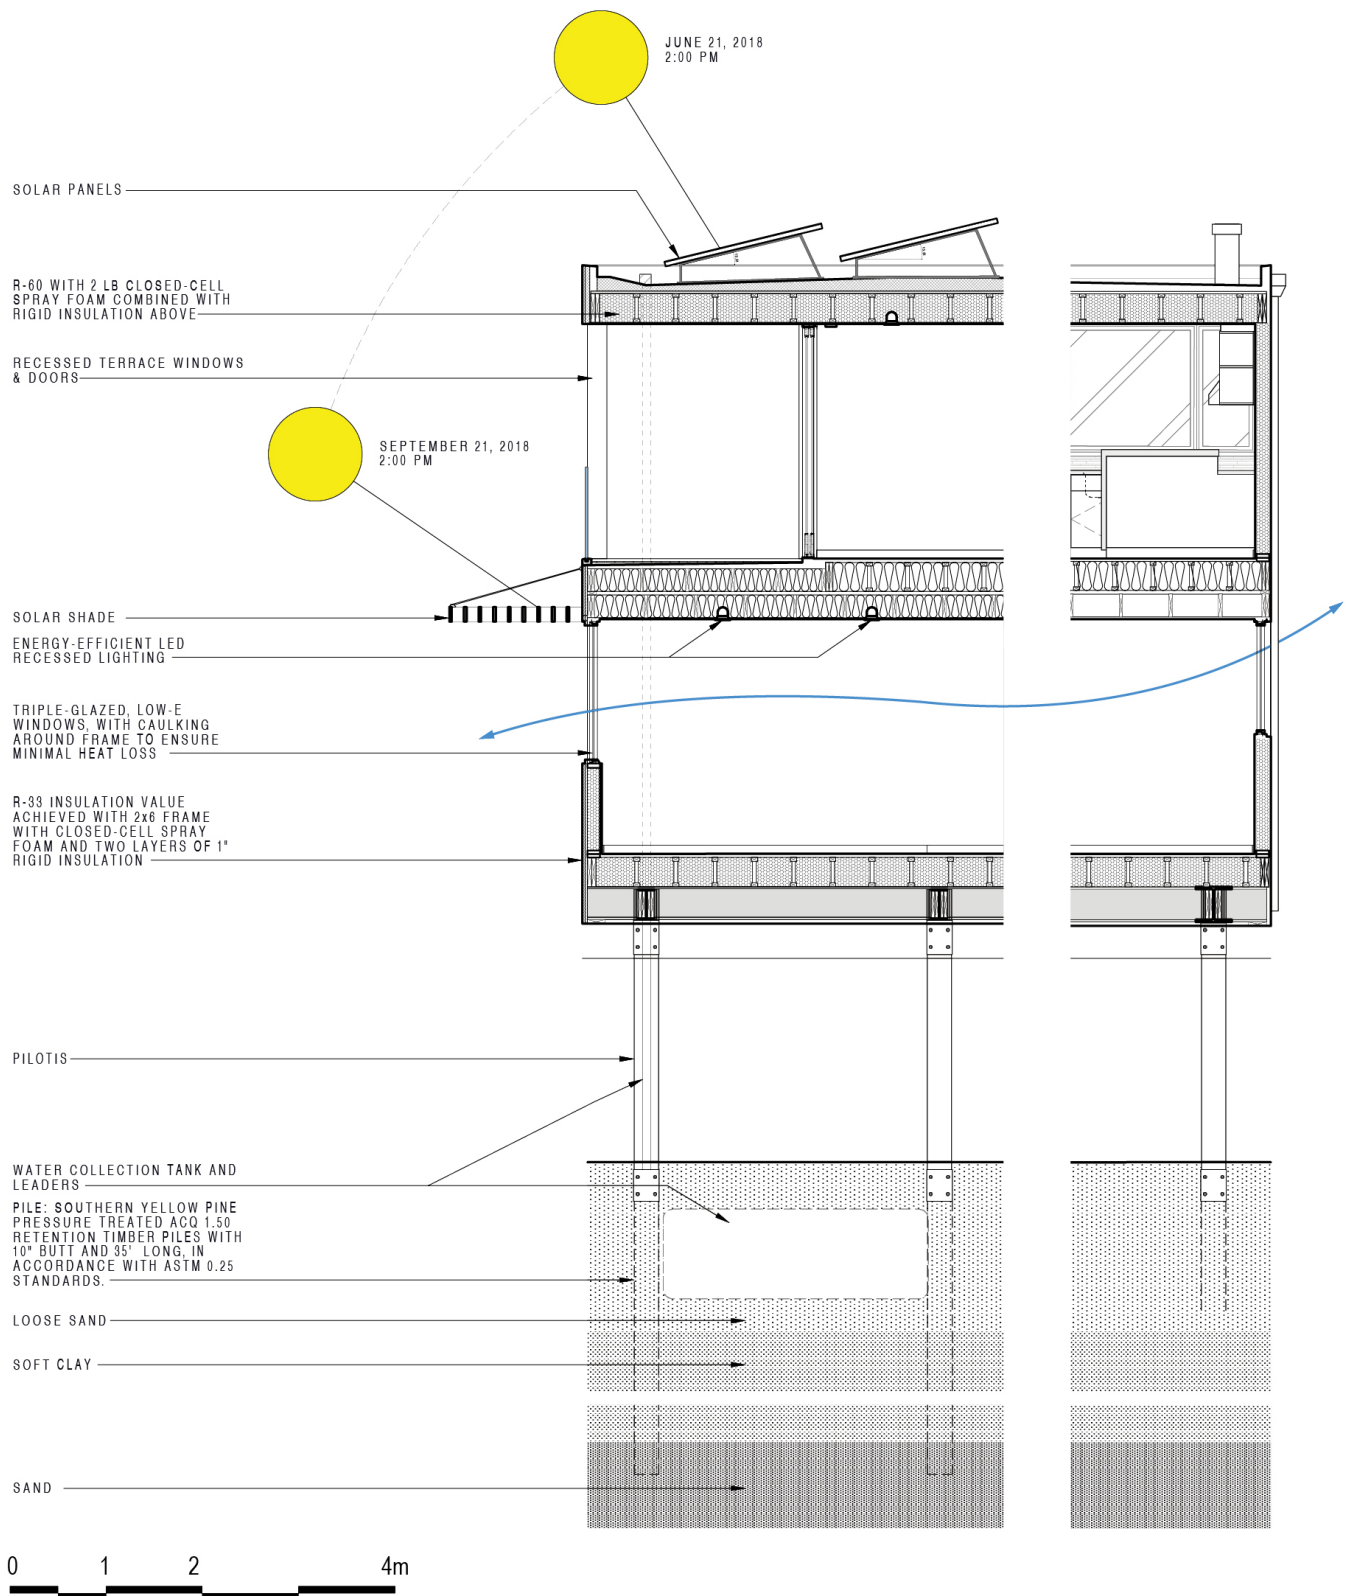 JUNE 21, 2018
2:00 PM
SOLAR PANELS
R-60 WITH 2 LB CLOSED-CELL
SPRAY FOAM COMBINED WITH
RIGID INSULATION ABOVE
RECESSED TERRACE WINDOWS
& DOORS
SEPTEMBER 21, 2018
2:00 PM
SOLAR SHADE
ENERGY-EFFICIENT LED
RECESSED LIGHTING
TRIPLE-GLAZED, LOW-E
WINDOWS, WITH CAULKING
AROUND FRAME TO ENSURE
MINIMAL HEAT LOSS
R-33 INSULATION VALUE
ACHIEVED WITH 2x6 FRAME
WITH CLOSED-CELL SPRAY
FOAM AND TWO LAYERS OF 1"
RIGID INSULATION
PILOTIS
WATER COLLECTION TANK AND
LEADERS
PILE: SOUTHERN YELLOW PINE
PRESSURE TREATED ACQ 1.50
RETENTION TIMBER PILES WITH
10" BUTT AND 35' LONG, IN
ACCORDANCE WITH ASTM 0.25
STANDARDS.
LOOSE SAND
SOFT CLAY
SAND
0 1 2 4m